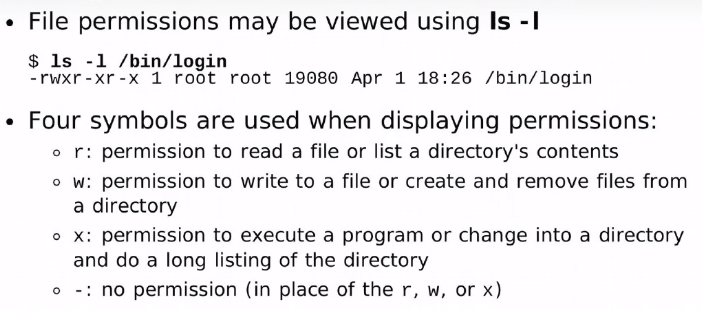 • File permissions may be viewed using ls -l
$ ls -l /bin/login
-rwxr-xr-x 1 root root 19080 Apr 1 18:26 /bin/login
• Four symbols are used when displaying permissions:
◦ r: permission to read a file or list a directory's contents
◦ w: permission to write to a file or create and remove files from
a directory
◦ x: permission to execute a program or change into a directory
and do a long listing of the directory
◦ -: no permission (in place of the r, w, or x)